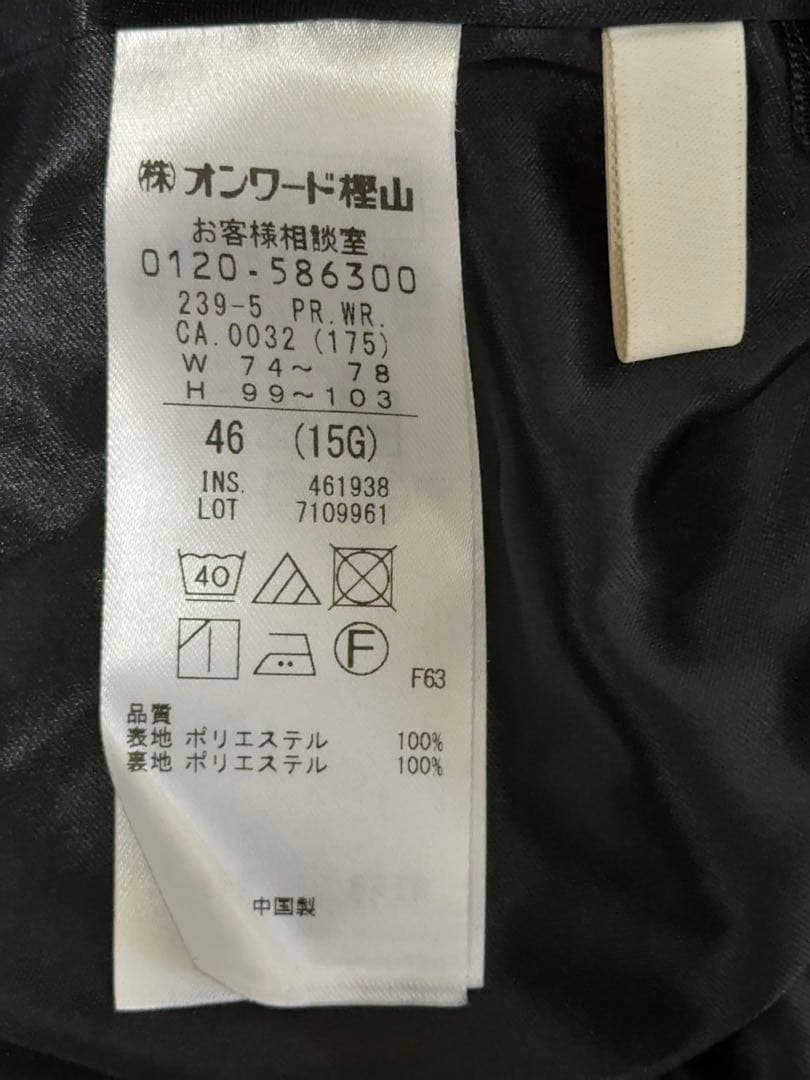 (株)オンワード樫山
お客様相談室
0120-586300
239-5 PR.WR.
CA.0032 (175)
W 74～ 78
H 99～103
46 (15G)
INS. 461938
LOT 7109961
40
F
F63
品質
表地 ポリエステル 100%
裏地 ポリエステル 100%
中国製